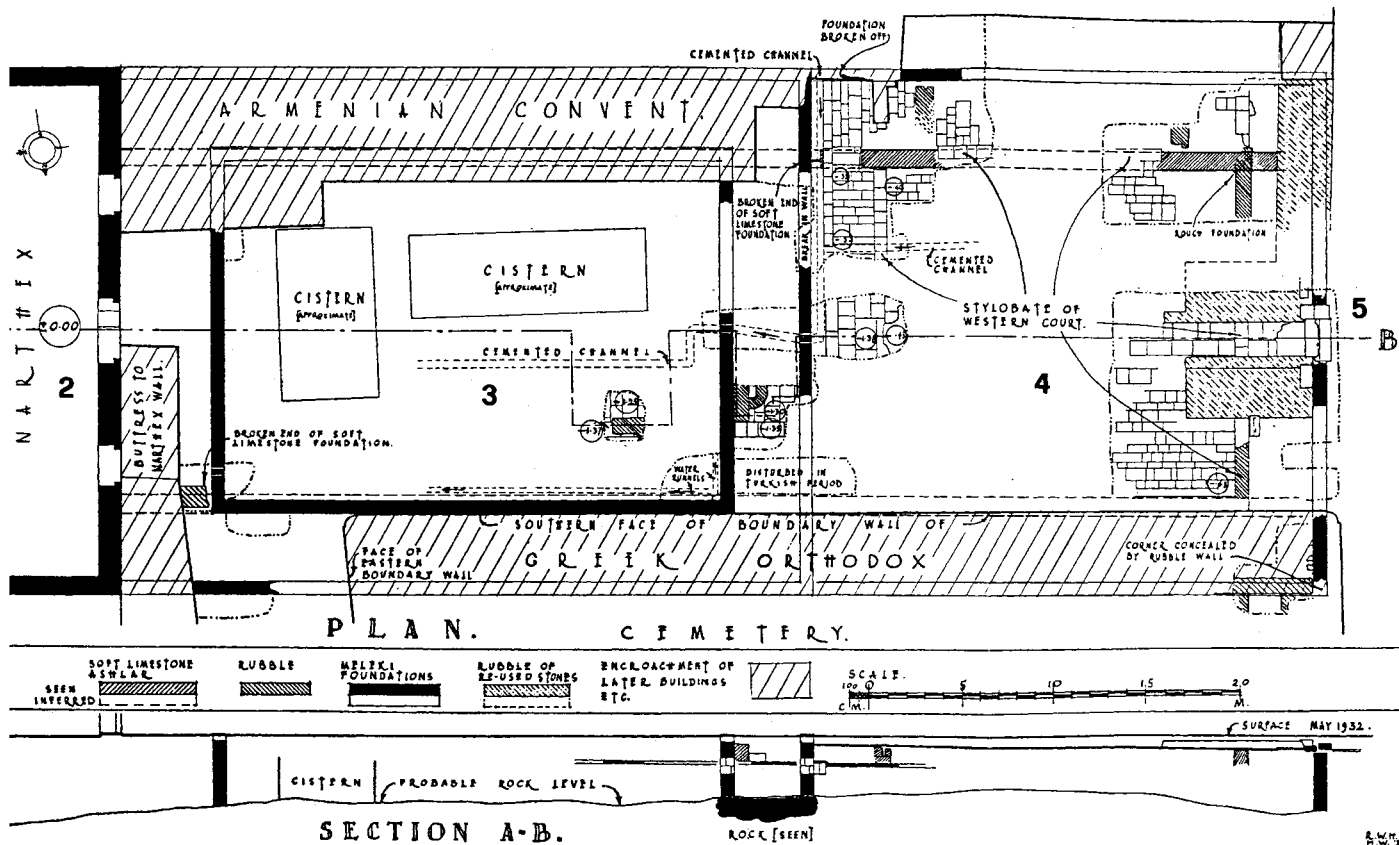 FOUNDATION
BROKEN OFF
CEMENTED CHANNEL
ARMENIAN CONVENT.
NARTHEX
0.00
2
BUTTRESS TO
NARTHEX WALL
CISTERN
[approximate]
CISTERN
[approximate]
CEMENTED CHANNEL
3
BROKEN END OF SOFT
LIMESTONE FOUNDATION.
BROKEN END
OF SOFT
LIMESTONE
FOUNDATION
BREAK IN WALL
CEMENTED
CHANNEL
ROUGH FOUNDATION
STYLOBATE OF
WESTERN COURT.
4
5
B
WATER
RUNNELS
DISTURBED IN
TURKISH PERIOD
SOUTHERN FACE OF BOUNDARY WALL OF
GREEK ORTHODOX
FACE OF
EASTERN
BOUNDARY WALL
CORNER CONCEALED
BY RUBBLE WALL
PLAN.
CEMETERY.
SOFT LIMESTONE
ASHLAR
SEEN
INFERRED
RUBBLE
MELEKI
FOUNDATIONS
RUBBLE OF
RE-USED STONES
ENCROACHMENT OF
LATER BUILDINGS
ETC.
SCALE.
100 0 5 10 15 20
C M. M.
SURFACE MAY 1932.
CISTERN
PROBABLE ROCK LEVEL
SECTION A-B.
ROCK [SEEN]